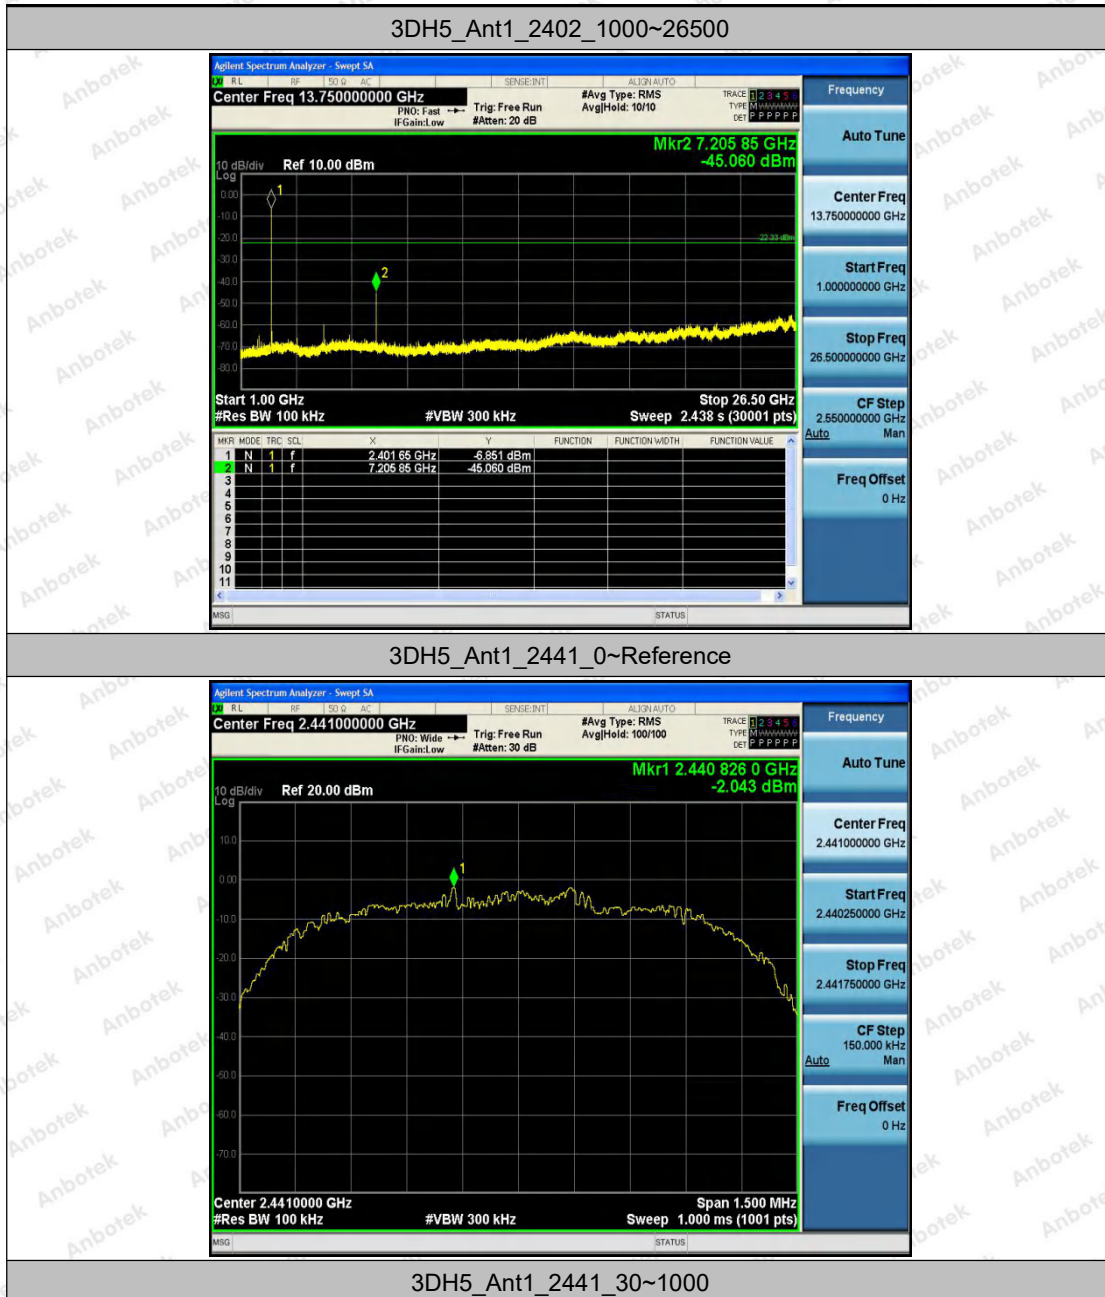 3DH5_Ant1_2402_1000~26500
Agilent Spectrum Analyzer - Swept SA
RL RF 50 Ω AC SENSE:INT ALIGN AUTO
Center Freq 13.750000000 GHz
PNO: Fast
IFGain:Low
Trig: Free Run
#Atten: 20 dB
#Avg Type: RMS
Avg|Hold: 10/10
TRACE 1 2 3 4 5 6
TYPE M
DET P P P P P P
Mkr2 7.205 85 GHz
-45.060 dBm
10 dB/div Ref 10.00 dBm
Log
0.00
-10.0
-20.0
-30.0
-40.0
-50.0
-60.0
-70.0
-80.0
1
2
-22.33 dBm
Start 1.00 GHz Stop 26.50 GHz
#Res BW 100 kHz #VBW 300 kHz Sweep 2.438 s (30001 pts)
MKR MODE TRC SCL X Y FUNCTION FUNCTION WIDTH FUNCTION VALUE
1 N 1 f 2.401 65 GHz -6.851 dBm
2 N 1 f 7.205 85 GHz -45.060 dBm
3
4
5
6
7
8
9
10
11
MSG STATUS
Frequency
Auto Tune
Center Freq
13.750000000 GHz
Start Freq
1.000000000 GHz
Stop Freq
26.500000000 GHz
CF Step
2.550000000 GHz
Auto Man
Freq Offset
0 Hz
3DH5_Ant1_2441_0~Reference
Agilent Spectrum Analyzer - Swept SA
RL RF 50 Ω AC SENSE:INT ALIGN AUTO
Center Freq 2.441000000 GHz
PNO: Wide
IFGain:Low
Trig: Free Run
#Atten: 30 dB
#Avg Type: RMS
Avg|Hold: 100/100
TRACE 1 2 3 4 5 6
TYPE M
DET P P P P P P
Mkr1 2.440 826 0 GHz
-2.043 dBm
10 dB/div Ref 20.00 dBm
Log
10.0
0.00
-10.0
-20.0
-30.0
-40.0
-50.0
-60.0
-70.0
1
Center 2.4410000 GHz Span 1.500 MHz
#Res BW 100 kHz #VBW 300 kHz Sweep 1.000 ms (1001 pts)
MSG STATUS
Frequency
Auto Tune
Center Freq
2.441000000 GHz
Start Freq
2.440250000 GHz
Stop Freq
2.441750000 GHz
CF Step
150.000 kHz
Auto Man
Freq Offset
0 Hz
3DH5_Ant1_2441_30~1000